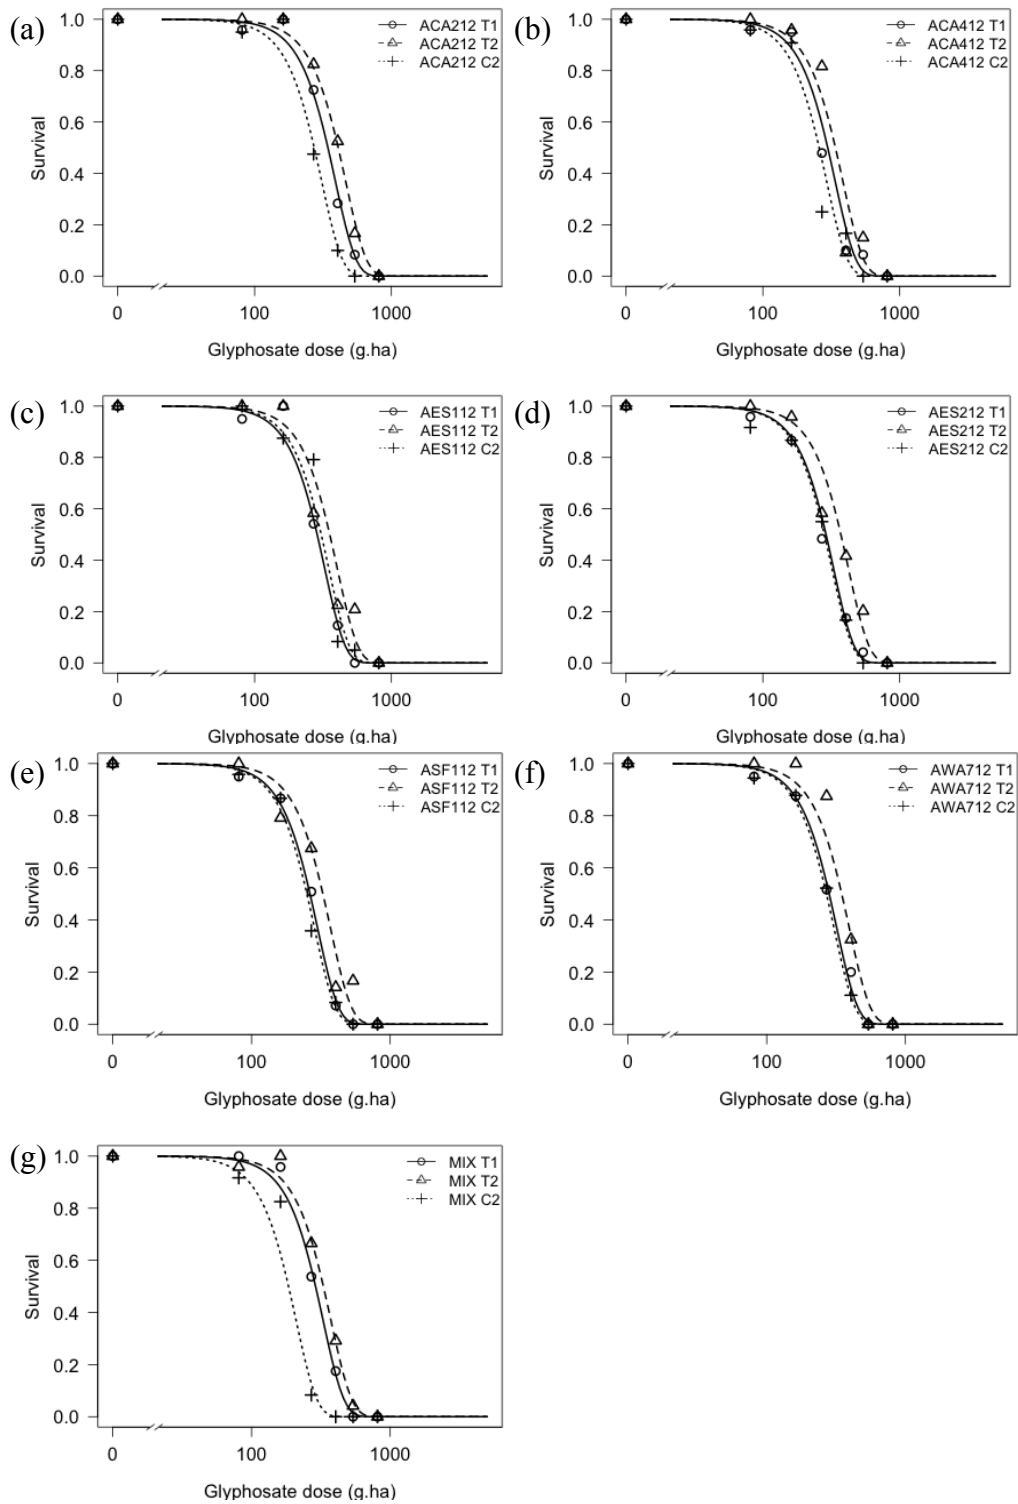 (a)
1.0
0.8
0.6
0.4
0.2
0.0
Survival
ACA212 T1
ACA212 T2
ACA212 C2
0
100
1000
Glyphosate dose (g.ha)
(b)
1.0
0.8
0.6
0.4
0.2
0.0
Survival
ACA412 T1
ACA412 T2
ACA412 C2
0
100
1000
Glyphosate dose (g.ha)
(c)
1.0
0.8
0.6
0.4
0.2
0.0
Survival
AES112 T1
AES112 T2
AES112 C2
0
100
1000
Glyphosate dose (g.ha)
(d)
1.0
0.8
0.6
0.4
0.2
0.0
Survival
AES212 T1
AES212 T2
AES212 C2
0
100
1000
Glyphosate dose (g.ha)
(e)
1.0
0.8
0.6
0.4
0.2
0.0
Survival
ASF112 T1
ASF112 T2
ASF112 C2
0
100
1000
Glyphosate dose (g.ha)
(f)
1.0
0.8
0.6
0.4
0.2
0.0
Survival
AWA712 T1
AWA712 T2
AWA712 C2
0
100
1000
Glyphosate dose (g.ha)
(g)
1.0
0.8
0.6
0.4
0.2
0.0
Survival
MIX T1
MIX T2
MIX C2
0
100
1000
Glyphosate dose (g.ha)